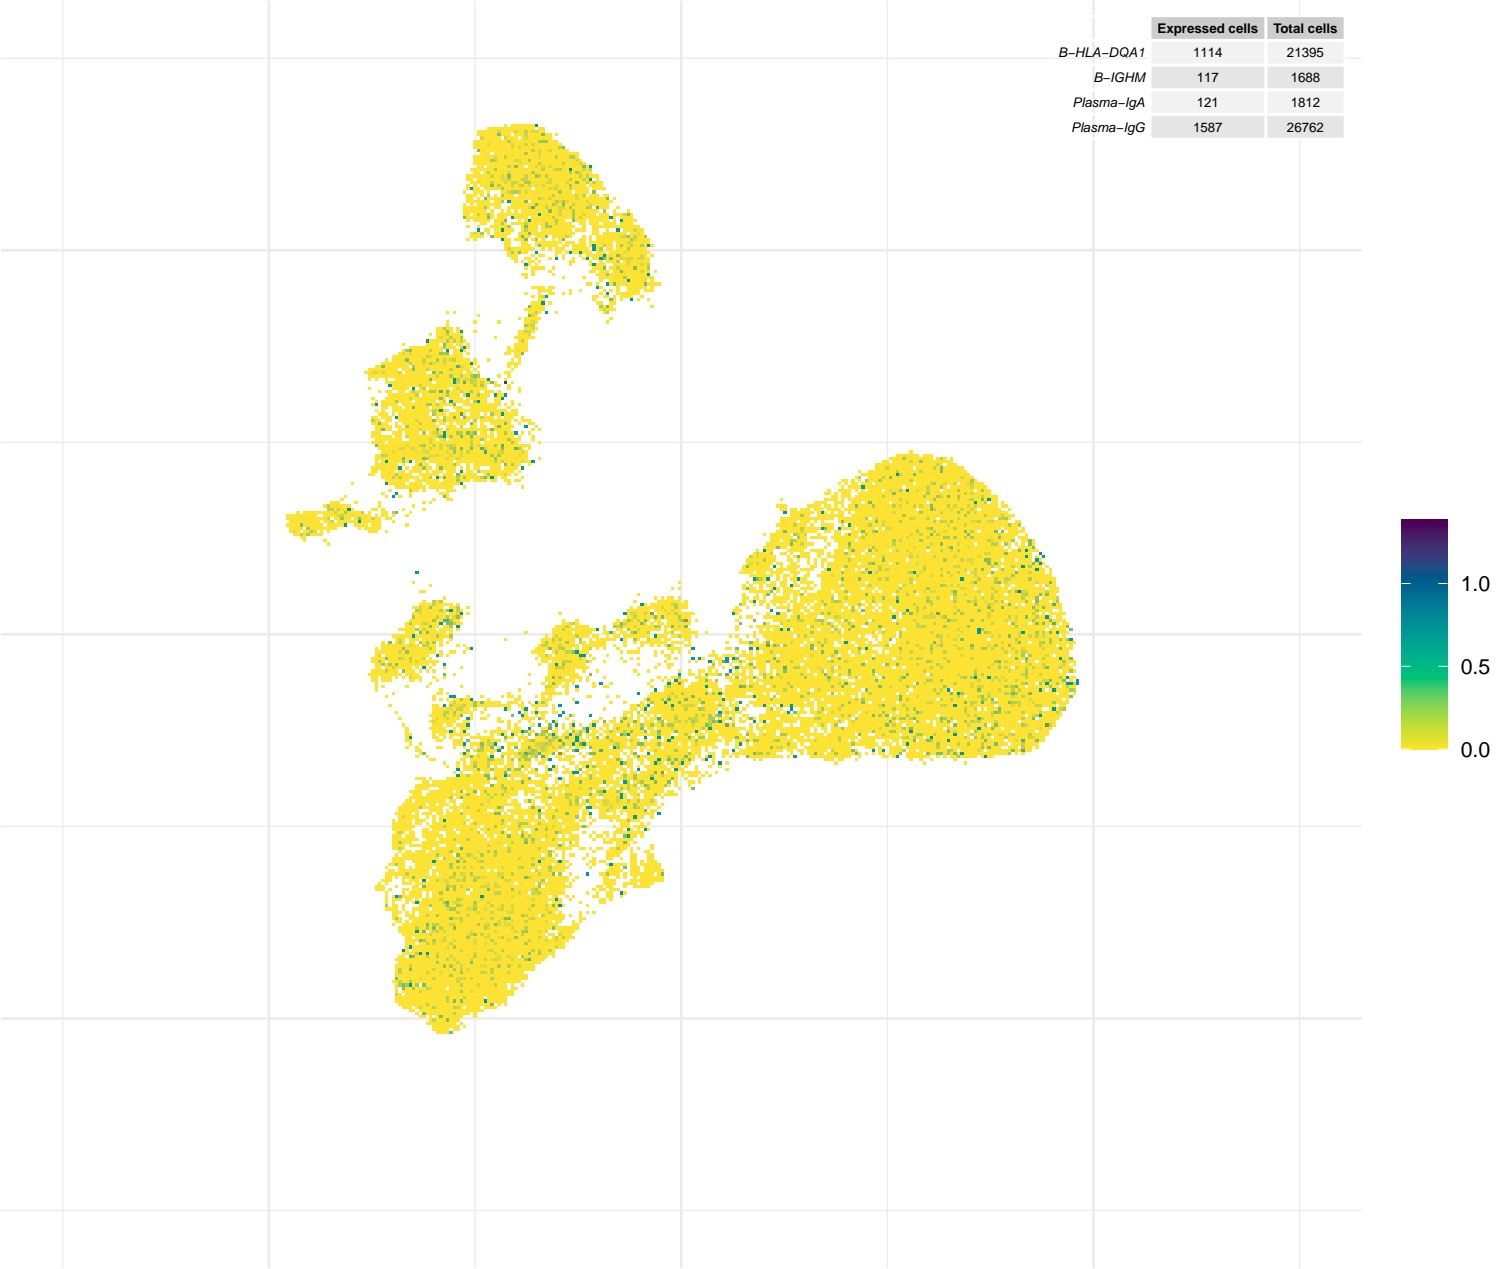 Expressed cells Total cells
B−HLA−DQA1 1114 21395
B−IGHM 117 1688
Plasma−IgA 121 1812
Plasma−IgG 1587 26762
1.0
0.5
0.0